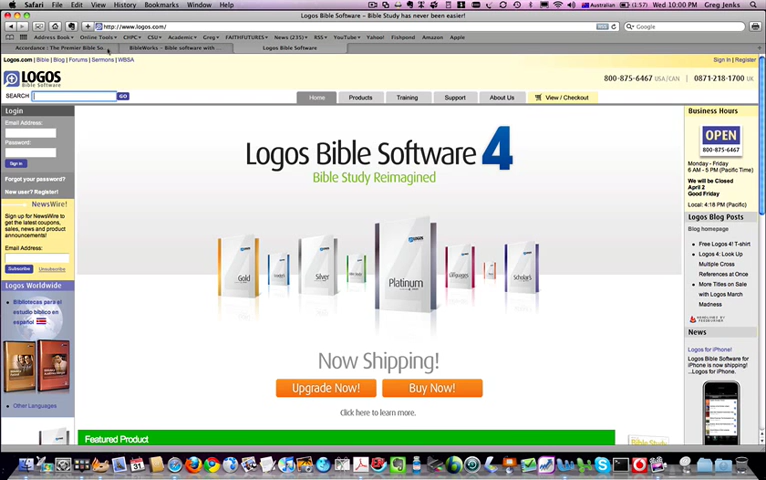 Safari File Edit View History Bookmarks Window Help
Australian (1:57) Wed 10:00 PM Greg Jenks
Logos Bible Software – Bible Study has never been easier!
http://www.logos.com/
Google
Address Book Online Tools CHPC CSU Academic Greg FAITHFUTURES News (235) RSS YouTube Yahoo! Fishpond Amazon Apple
Accordance : The Premier Bible So...
BibleWorks – Bible software with ...
Logos Bible Software
Logos.com | Bible | Blog | Forums | Sermons | WBSA
Sign In | Register
LOGOS
Bible Software
800-875-6467 USA/CAN | 0871-218-1700 UK
SEARCH GO
Home Products Training Support About Us View / Checkout
Login
Email Address:
Password:
Sign in
Forgot your password?
New user? Register!
NewsWire!
Sign up for NewsWire to
get the latest coupons,
sales, news and product
announcements!
Email Address:
Subscribe Unsubscribe
Logos Worldwide
Bibliotecas para el
estudio bíblico en
español
Other Languages
Logos Bible Software 4
Bible Study Reimagined
Gold
Silver
LOGOS
Platinum
Languages
Scholar's
Now Shipping!
Upgrade Now! Buy Now!
Click here to learn more.
Featured Product
Business Hours
OPEN
800-875-6467
Monday - Friday
6 AM - 5 PM (Pacific Time)
We will be Closed
April 2
Good Friday
Local: 4:18 PM (Pacific)
Logos Blog Posts
Blog homepage
Free Logos 4! T-shirt
Logos 4: Look Up
Multiple Cross
References at Once
More Titles on Sale
with Logos March
Madness
News
Logos for iPhone!
Logos Bible Software for
iPhone is now shipping!
...Logos for iPhone.
Bible Study